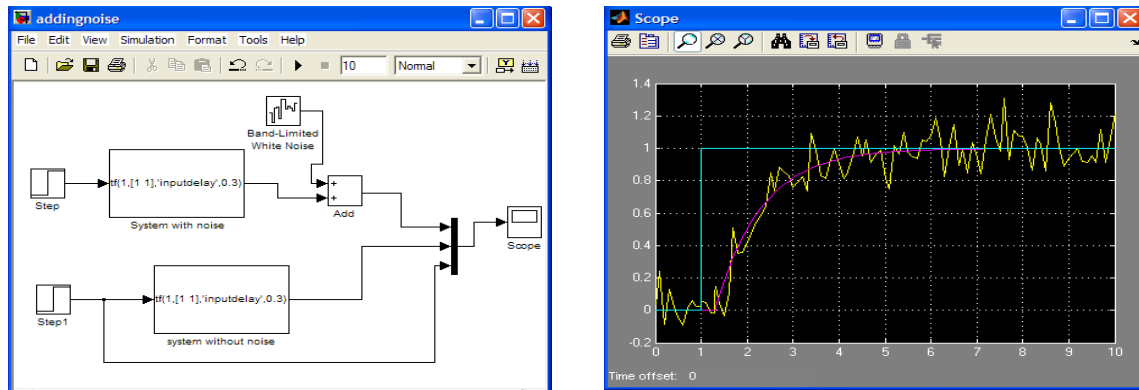 addingnoise
File Edit View Simulation Format Tools Help
10 Normal
Band-Limited
White Noise
tf(1,[1 1],'inputdelay',0.3)
Step
System with noise
+
+
Add
Scope
tf(1,[1 1],'inputdelay',0.3)
Step1
system without noise
Scope
1.4
1.2
1
0.8
0.6
0.4
0.2
0
-0.2
0 1 2 3 4 5 6 7 8 9 10
Time offset: 0